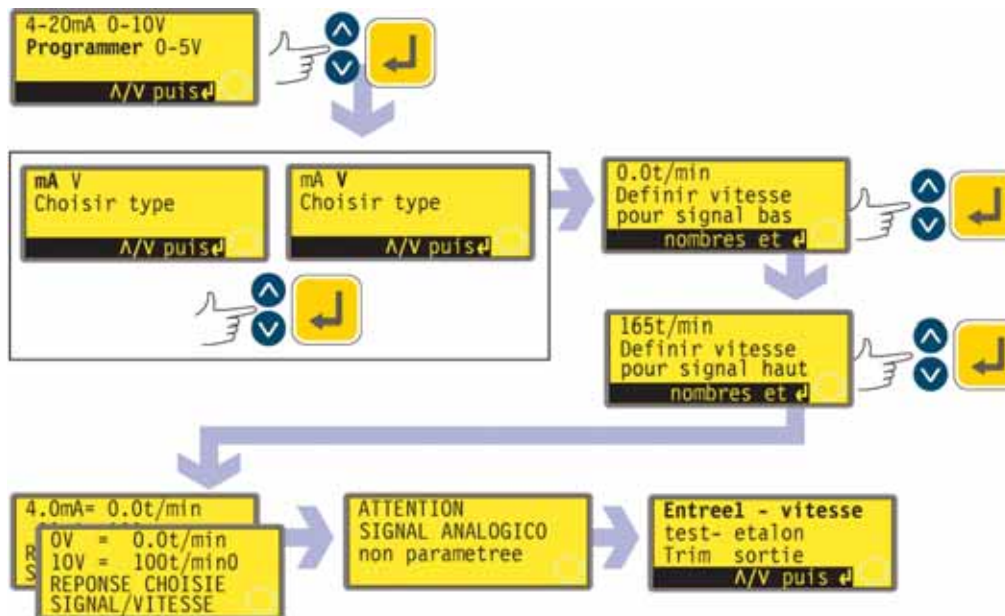 4-20mA 0-10V
Programmer 0-5V
Λ/V puis↲
mA V
Choisir type
Λ/V puis↲
mA V
Choisir type
Λ/V puis↲
0.0t/min
Definir vitesse
pour signal bas
nombres et ↲
165t/min
Definir vitesse
pour signal haut
nombres et ↲
4.0mA= 0.0t/min
R
S
0V = 0.0t/min
10V = 100t/min0
REPONSE CHOISIE
SIGNAL/VITESSE
ATTENTION
SIGNAL ANALOGICO
non parametree
Entree1 - vitesse
test- etalon
Trim sortie
Λ/V puis ↲